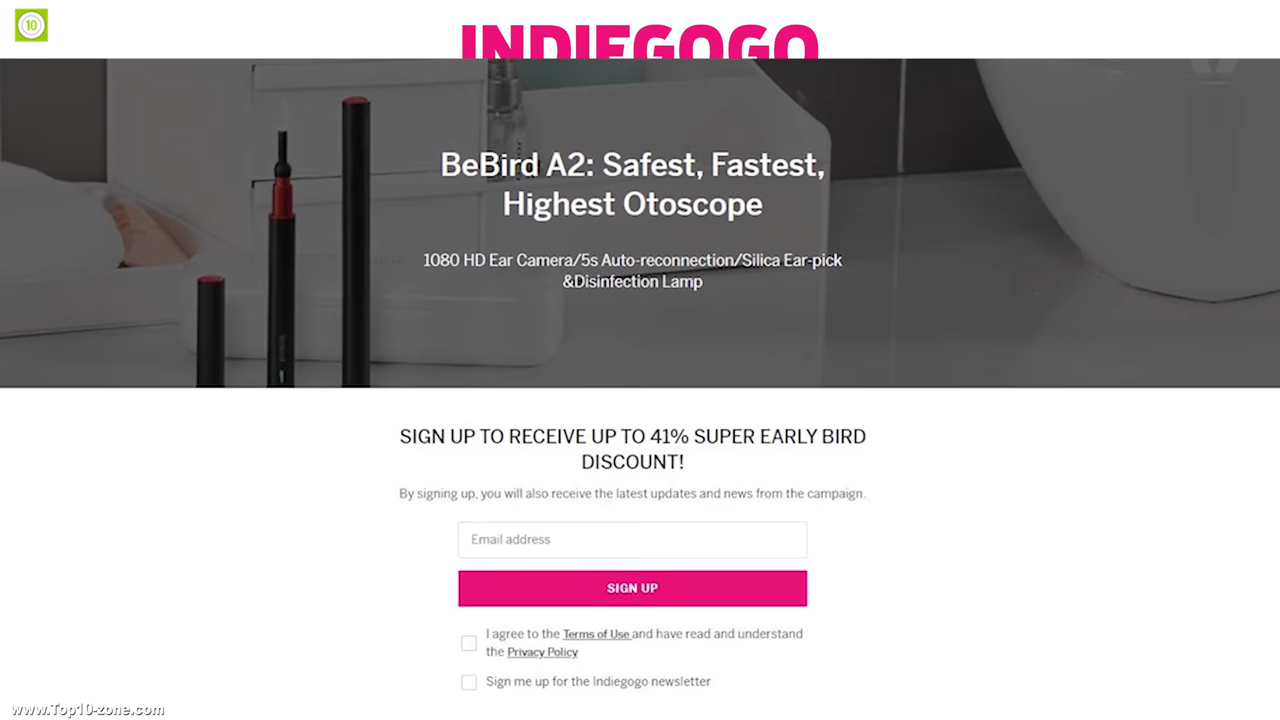 10
INDIEGOGO
BeBird A2: Safest, Fastest,
Highest Otoscope
1080 HD Ear Camera/5s Auto-reconnection/Silica Ear-pick
&Disinfection Lamp
SIGN UP TO RECEIVE UP TO 41% SUPER EARLY BIRD
DISCOUNT!
By signing up, you will also receive the latest updates and news from the campaign.
Email address
SIGN UP
I agree to the Terms of Use and have read and understand
the Privacy Policy
Sign me up for the Indiegogo newsletter
www.Top10-zone.com